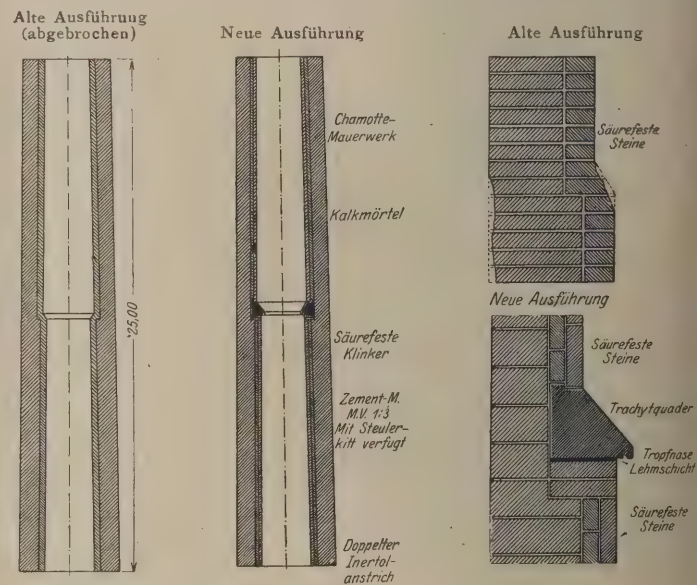 Alte Ausführung
(abgebrochen)
Neue Ausführung
Alte Ausführung
Chamotte-
Mauerwerk
Kalkmörtel
25,00
Säurefeste
Klinker
Zement-M.
M.V. 1:3
Mit Steuler-
kitt verfugt
Doppelter
Inertol-
anstrich
Säurefeste
Steine
Neue Ausführung
Säurefeste
Steine
Trachytquader
Tropfnase
Lehmschicht
Säurefeste
Steine